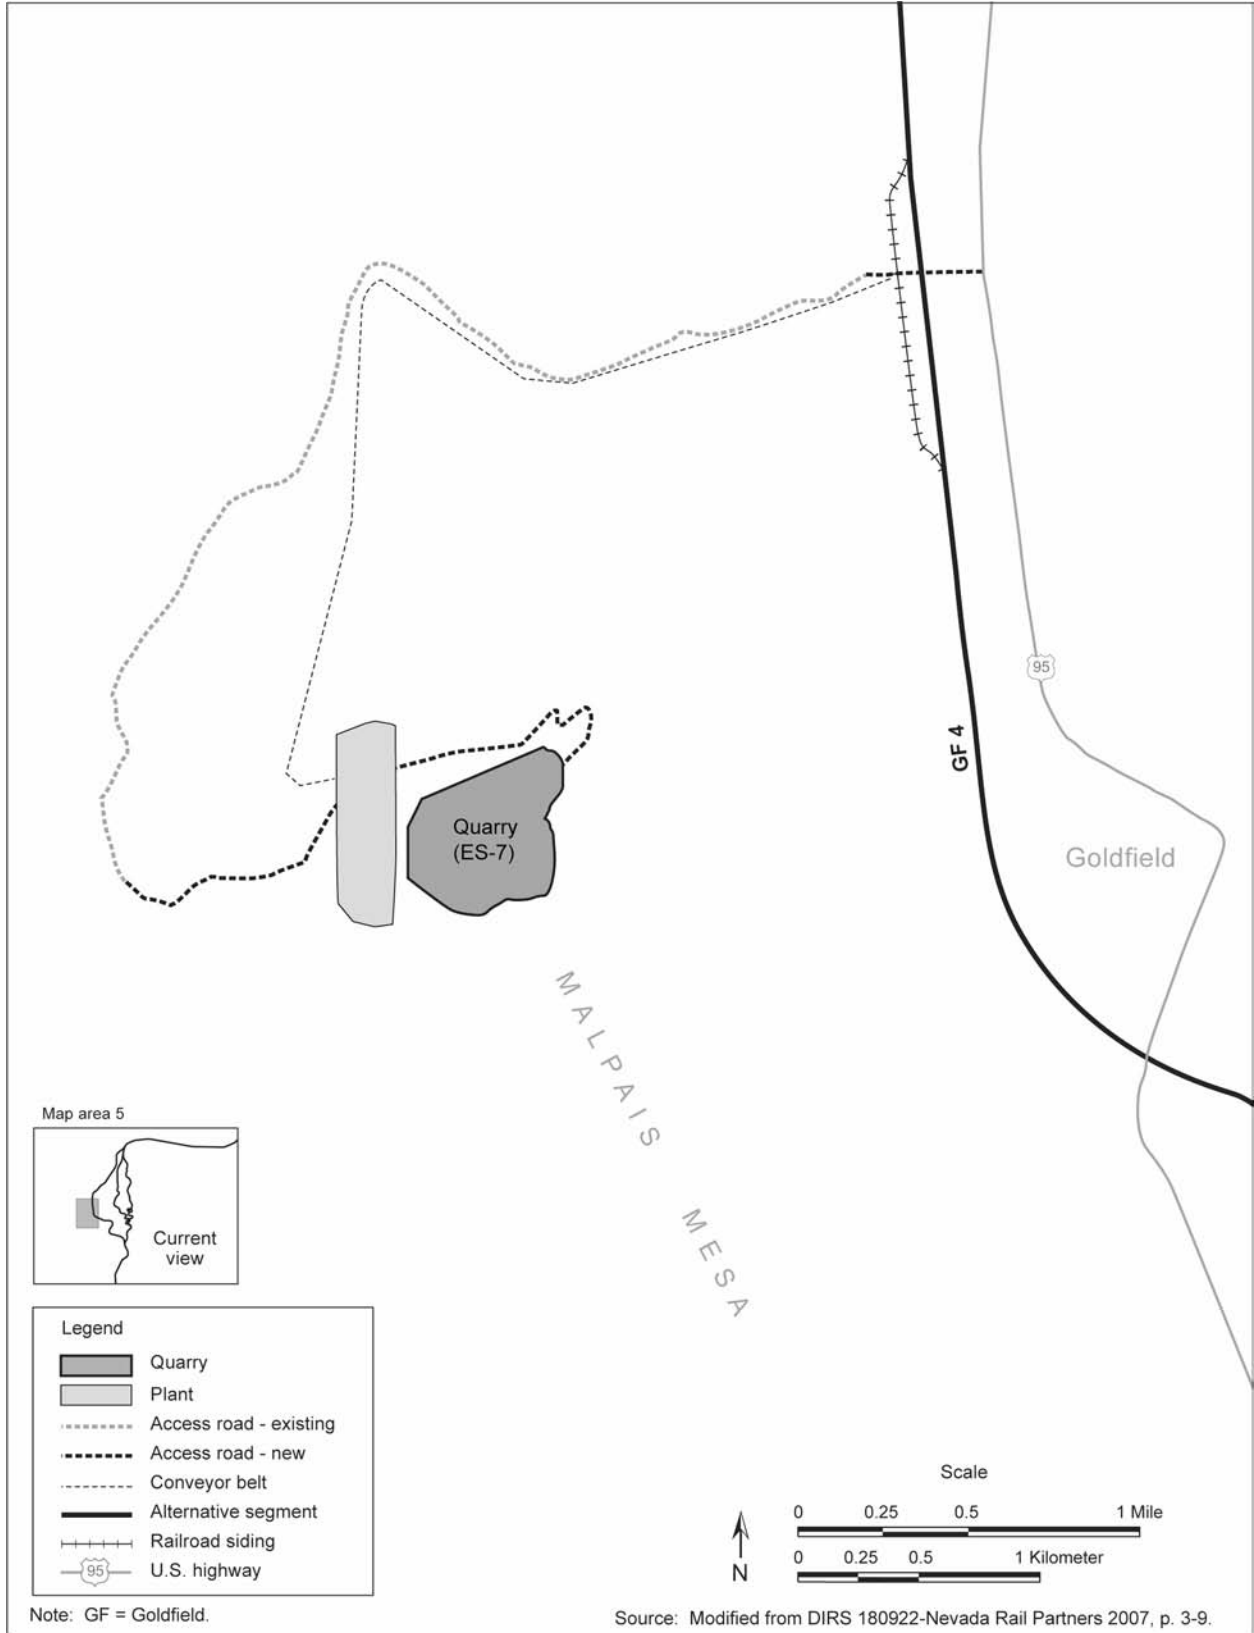 95
GF 4
Quarry
(ES-7)
Goldfield
MALPAIS MESA
Map area 5
Current
view
Legend
Quarry
Plant
Access road - existing
Access road - new
Conveyor belt
Alternative segment
Railroad siding
95 U.S. highway
Scale
0 0.25 0.5 1 Mile
0 0.25 0.5 1 Kilometer
N
Note: GF = Goldfield.
Source: Modified from DIRS 180922-Nevada Rail Partners 2007, p. 3-9.